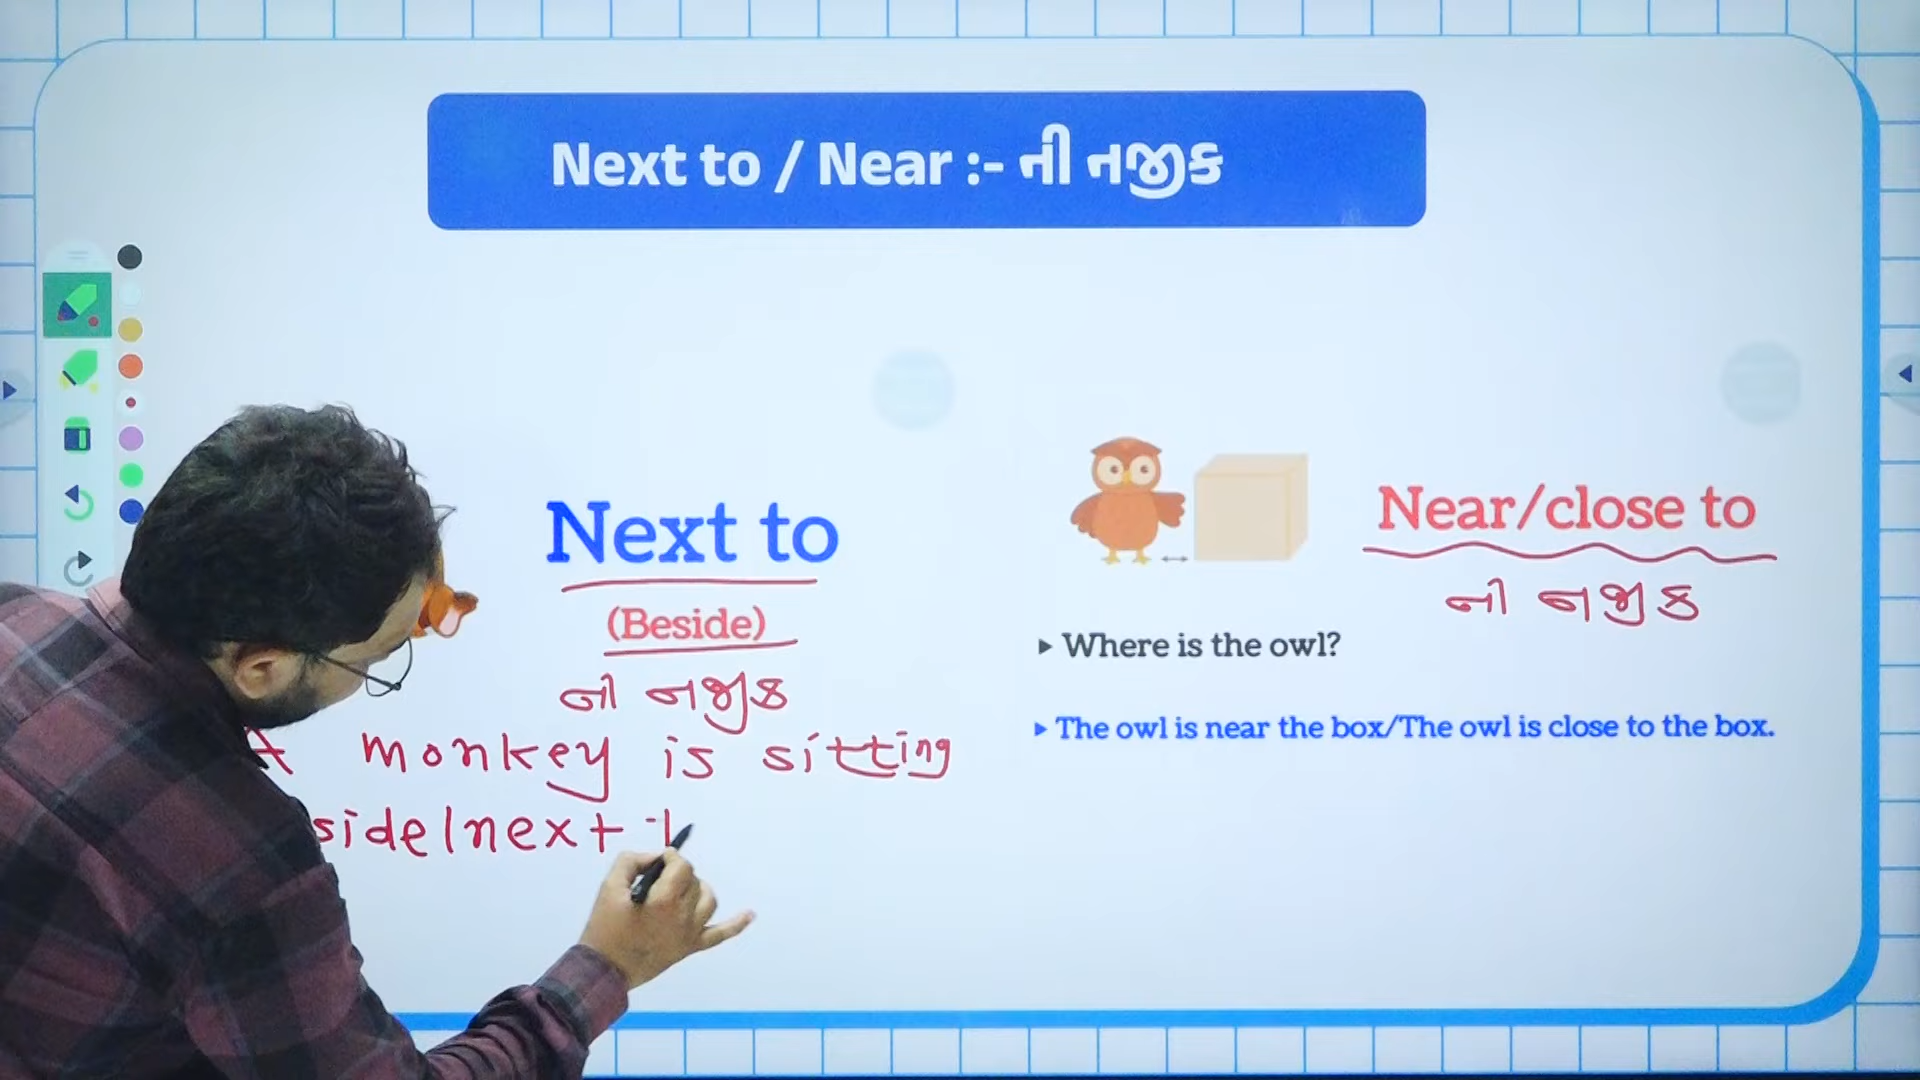 Next to / Near :- ની નજીક
Next to
(Beside)
ની નજીક
A monkey is sitting
side/next t
Near/close to
ની નજીક
▸ Where is the owl?
▸ The owl is near the box/The owl is close to the box.